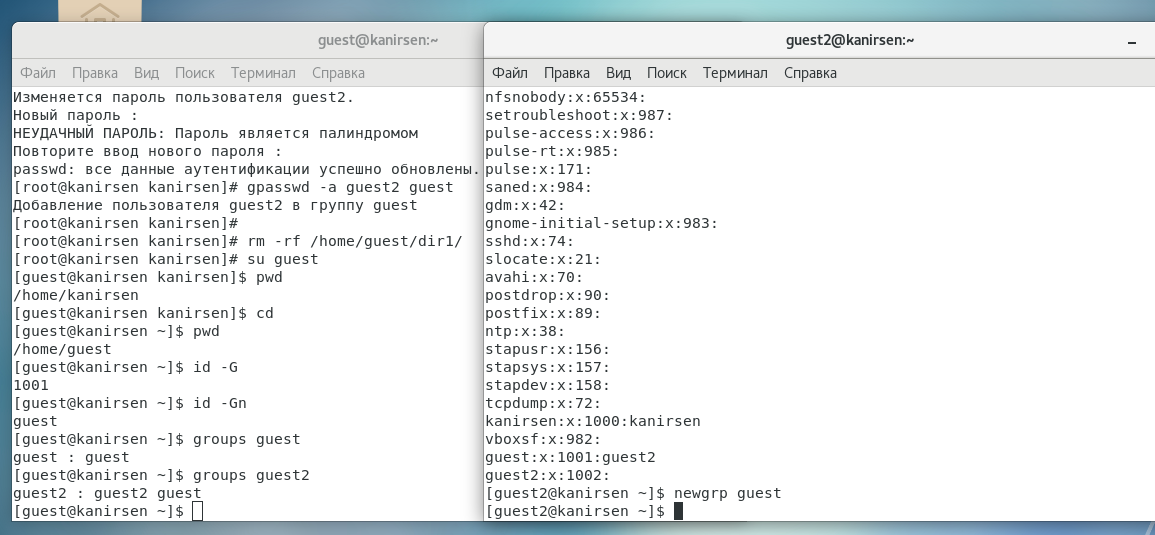 guest@kanirsen:~
Файл Правка Вид Поиск Терминал Справка
Изменяется пароль пользователя guest2.
Новый пароль :
НЕУДАЧНЫЙ ПАРОЛЬ: Пароль является палиндромом
Повторите ввод нового пароля :
passwd: все данные аутентификации успешно обновлены.
[root@kanirsen kanirsen]# gpasswd -a guest2 guest
Добавление пользователя guest2 в группу guest
[root@kanirsen kanirsen]#
[root@kanirsen kanirsen]# rm -rf /home/guest/dir1/
[root@kanirsen kanirsen]# su guest
[guest@kanirsen kanirsen]$ pwd
/home/kanirsen
[guest@kanirsen kanirsen]$ cd
[guest@kanirsen ~]$ pwd
/home/guest
[guest@kanirsen ~]$ id -G
1001
[guest@kanirsen ~]$ id -Gn
guest
[guest@kanirsen ~]$ groups guest
guest : guest
[guest@kanirsen ~]$ groups guest2
guest2 : guest2 guest
[guest@kanirsen ~]$
guest2@kanirsen:~
Файл Правка Вид Поиск Терминал Справка
nfsnobody:x:65534:
setroubleshoot:x:987:
pulse-access:x:986:
pulse-rt:x:985:
pulse:x:171:
saned:x:984:
gdm:x:42:
gnome-initial-setup:x:983:
sshd:x:74:
slocate:x:21:
avahi:x:70:
postdrop:x:90:
postfix:x:89:
ntp:x:38:
stapusr:x:156:
stapsys:x:157:
stapdev:x:158:
tcpdump:x:72:
kanirsen:x:1000:kanirsen
vboxsf:x:982:
guest:x:1001:guest2
guest2:x:1002:
[guest2@kanirsen ~]$ newgrp guest
[guest2@kanirsen ~]$